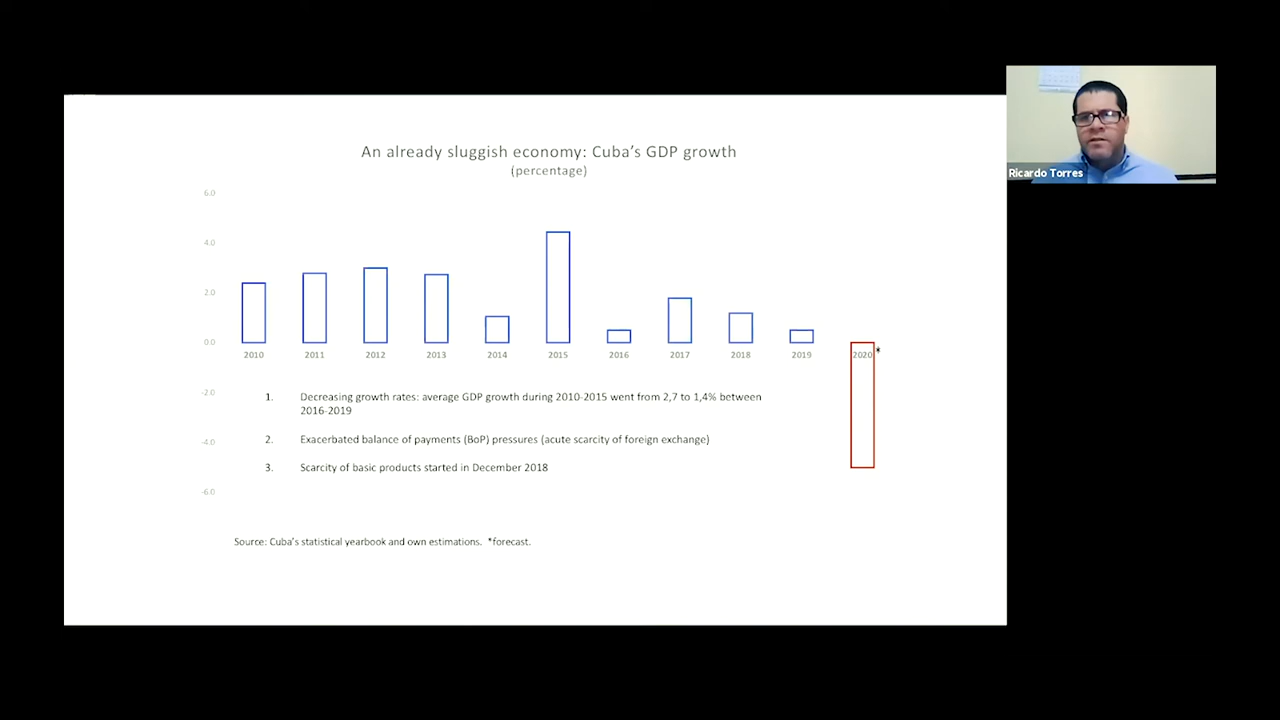 An already sluggish economy: Cuba's GDP growth
(percentage)
6.0
4.0
2.0
0.0
-2.0
-4.0
-6.0
2010 2011 2012 2013 2014 2015 2016 2017 2018 2019 2020 *
1. Decreasing growth rates: average GDP growth during 2010-2015 went from 2,7 to 1,4% between
2016-2019
2. Exacerbated balance of payments (BoP) pressures (acute scarcity of foreign exchange)
3. Scarcity of basic products started in December 2018
Source: Cuba's statistical yearbook and own estimations. *forecast.
Ricardo Torres